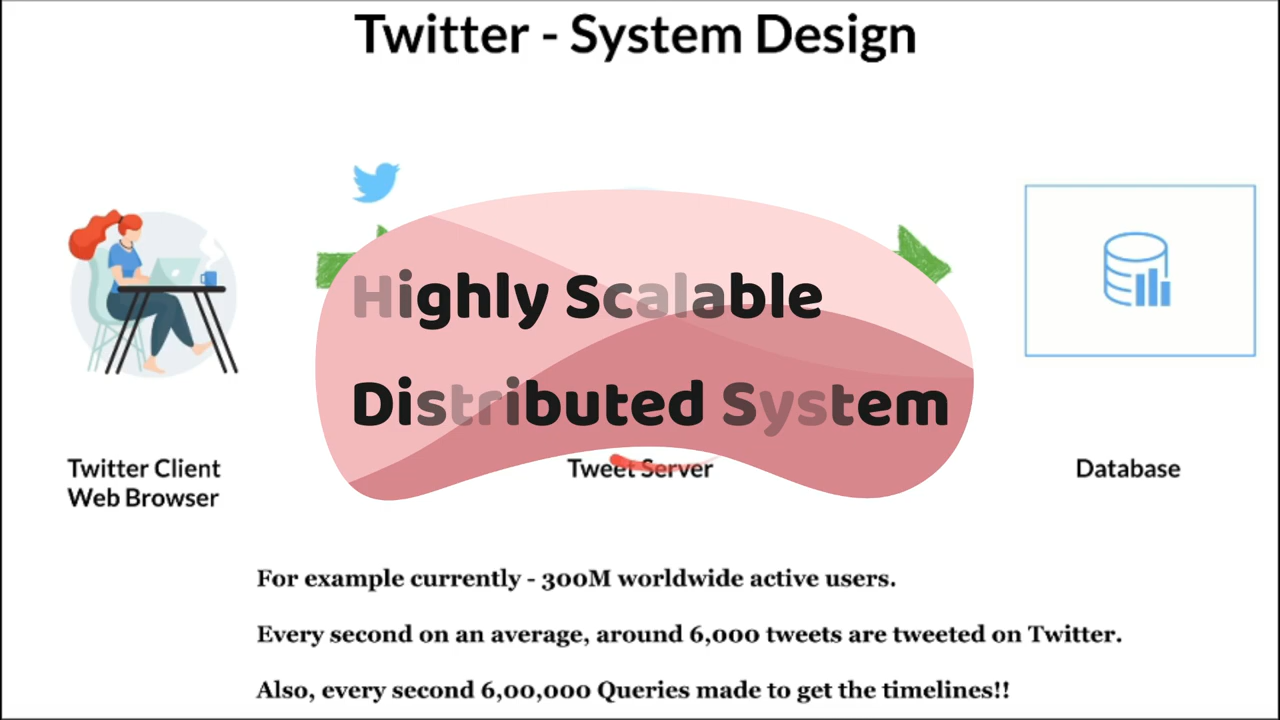 Twitter - System Design
Highly Scalable
Distributed System
Twitter Client
Web Browser
Tweet Server
Database
For example currently - 300M worldwide active users.
Every second on an average, around 6,000 tweets are tweeted on Twitter.
Also, every second 6,00,000 Queries made to get the timelines!!